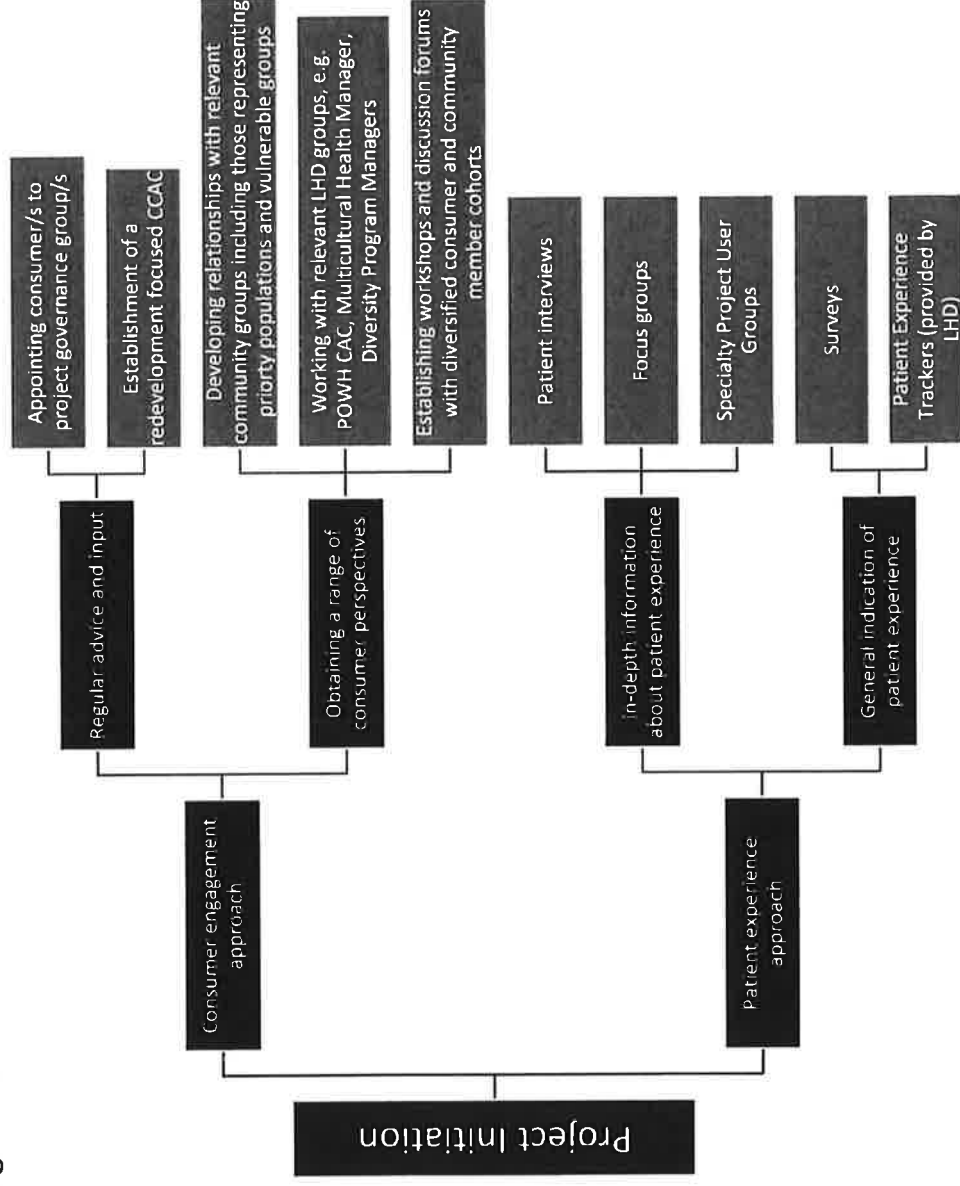 Project Initiation
Consumer engagement
approach
Regular advice and input
Appointing consumer/s to
project governance group/s
Establishment of a
redevelopment focused CCAC
Obtaining a range of
consumer perspectives
Developing relationships with relevant
community groups including those representing
priorty populations and vulnerable groups
Working with relevant LHD groups, e.g.
POWH CAC, Multicultural Health Manager,
Diversity Program Managers
Establishing workshops and discussion forums
with diversified consumer and community
member cohorts
Patient experience
approach
In-depth information
about patient experience
Patient interviews
Focus groups
Specialty Project User
Groups
General indication of
patient experience
Surveys
Patient Experience
Trackers (provided by
LHD)